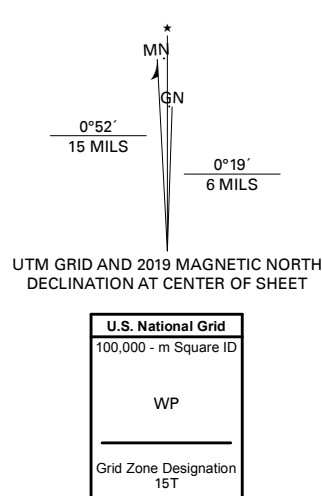 MN
GN
0°52´
15 MILS
0°19´
6 MILS
UTM GRID AND 2019 MAGNETIC NORTH
DECLINATION AT CENTER OF SHEET
U.S. National Grid
100,000 - m Square ID
WP
Grid Zone Designation
15T